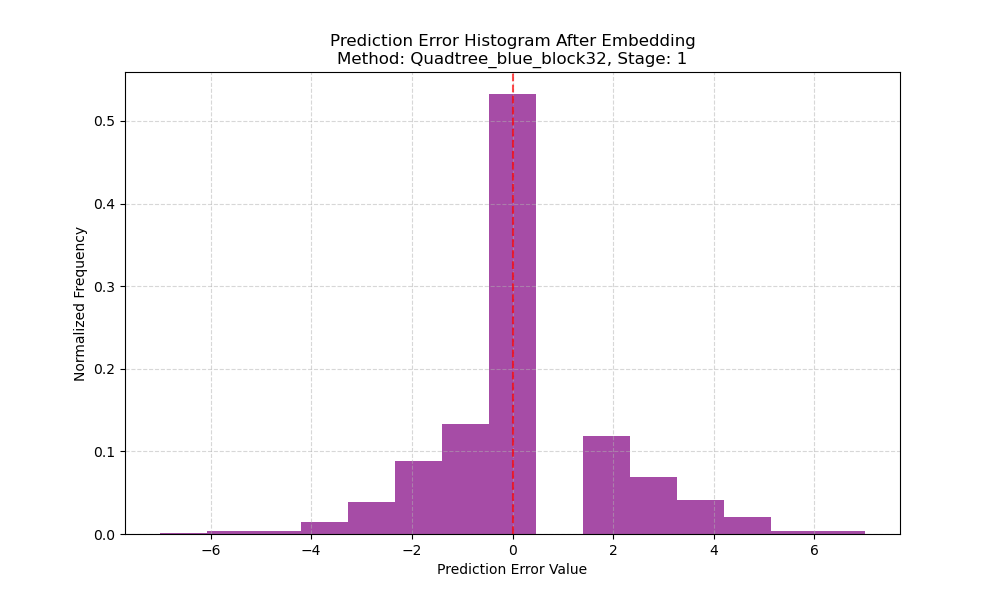 Prediction Error Histogram After Embedding
Method: Quadtree_blue_block32, Stage: 1
Normalized Frequency
0.5
0.4
0.3
0.2
0.1
0.0
−6 −4 −2 0 2 4 6
Prediction Error Value